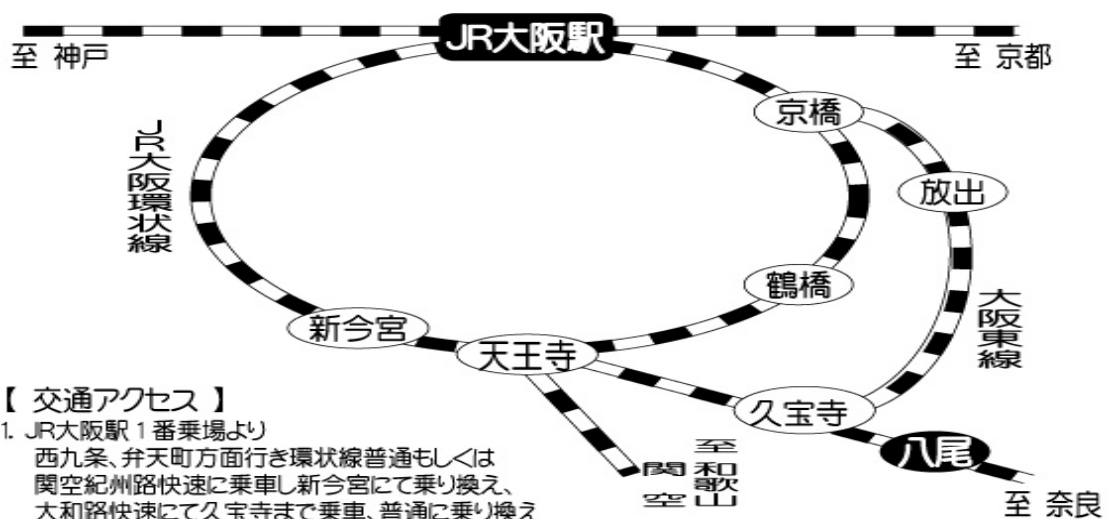 JR大阪駅
至 神戸
至 京都
京橋
JR大阪環状線
放出
鶴橋
大阪東線
新今宮
天王寺
久宝寺
八尾
至和歌山
関空
至 奈良
【 交通アクセス 】
1. JR大阪駅1番乗場より
西九条、弁天町方面行き環状線普通もしくは
関空紀州路快速に乗車し新今宮にて乗り換え、
大和路快速にて久宝寺まで乗車、普通に乗り換え